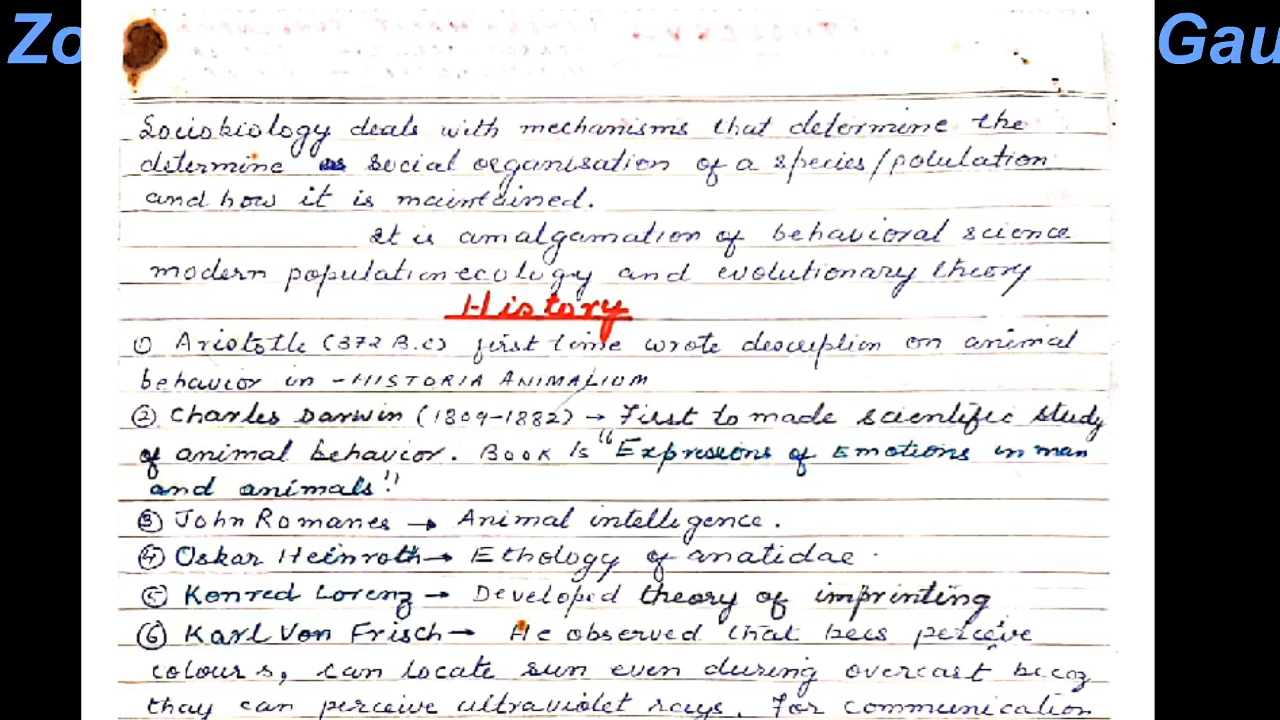 Zo
Gau
Sociobiology deals with mechanisms that determine the
determine social organisation of a species/polulation
and how it is maintained.
It is amalgamation of behavioral science
modern population ecology and evolutionary theory
History
① Aristotle (372 B.C) first time wrote description on animal
behavior in - HISTORIA ANIMALIUM
② Charles Darwin (1809-1882) → First to made scientific study
of animal behavior. Book is "Expressions of Emotions in man
and animals"
③ John Romanes → Animal intelligence.
④ Oskar Heinroth → Ethology of anatidae.
⑤ Konred Lorenz → Developed theory of imprinting
⑥ Karl Von Frisch → He observed that bees perceive
colours, can locate sun even during overcast becoz
thay can perceive ultraviolet rays. For communication